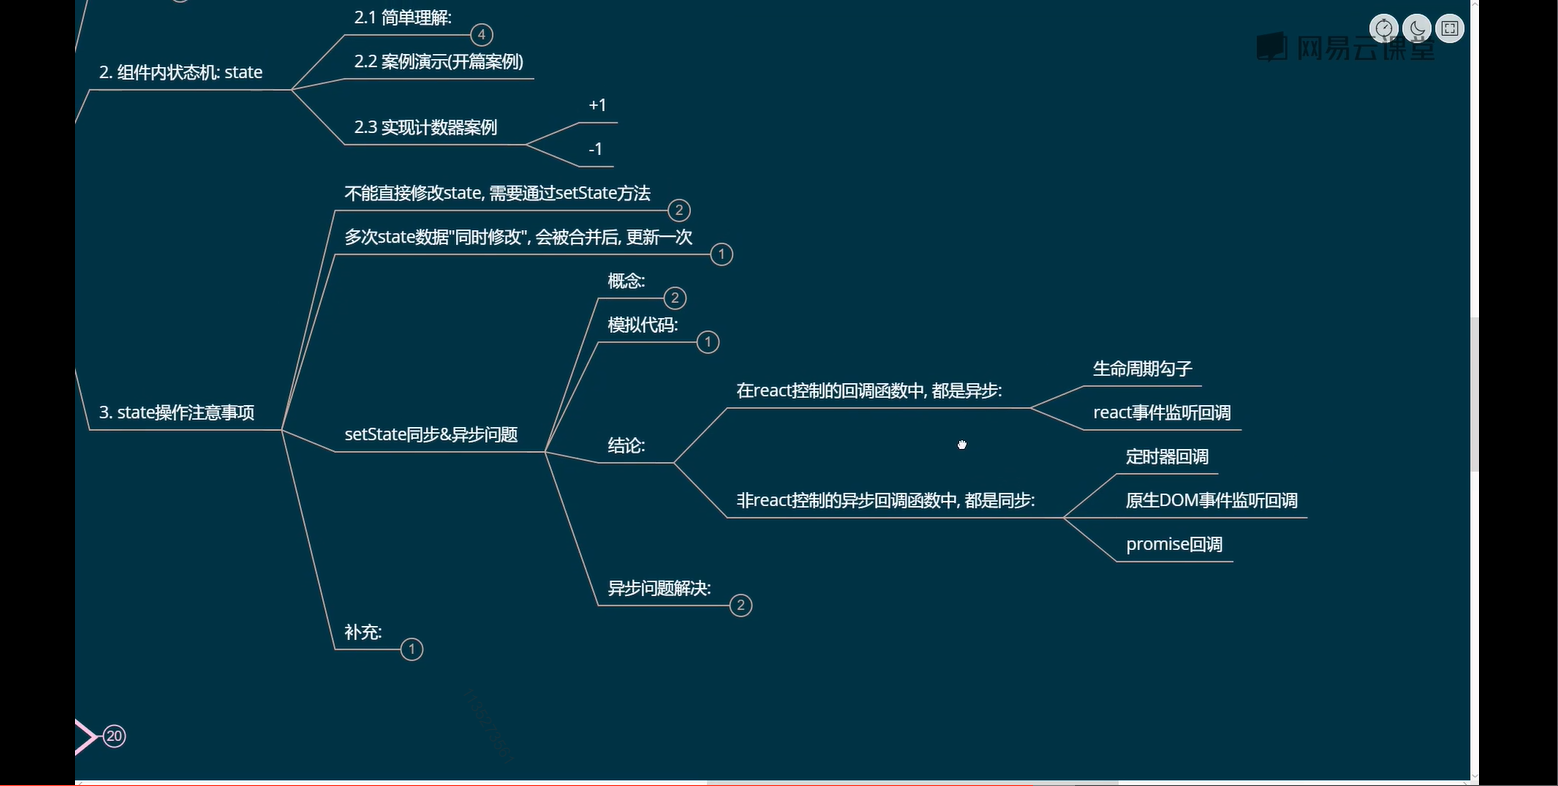 2.1 简单理解:
4
网易云课堂
2. 组件内状态机: state
2.2 案例演示(开篇案例)
+1
2.3 实现计数器案例
-1
不能直接修改state, 需要通过setState方法
2
多次state数据"同时修改", 会被合并后, 更新一次
1
概念:
2
模拟代码:
1
生命周期勾子
在react控制的回调函数中, 都是异步:
react事件监听回调
3. state操作注意事项
setState同步&异步问题
结论:
定时器回调
非react控制的异步回调函数中, 都是同步:
原生DOM事件监听回调
promise回调
异步问题解决:
2
补充:
1
20